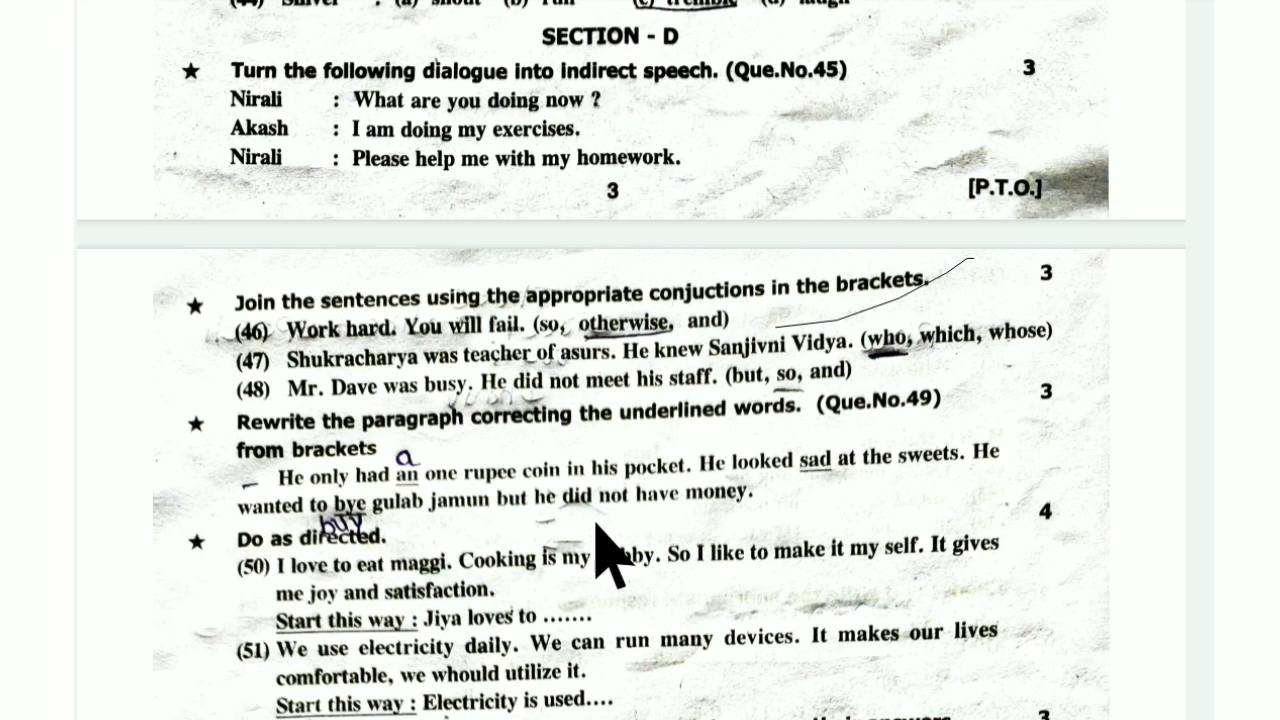 (44) Shiver : (a) shout (b) run (c) tremble (d) laugh
SECTION - D
★ Turn the following dialogue into indirect speech. (Que.No.45) 3
Nirali : What are you doing now ?
Akash : I am doing my exercises.
Nirali : Please help me with my homework.
3 [P.T.O.]
★ Join the sentences using the appropriate conjuctions in the brackets. 3
(46) Work hard. You will fail. (so, otherwise, and)
(47) Shukracharya was teacher of asurs. He knew Sanjivni Vidya. (who, which, whose)
(48) Mr. Dave was busy. He did not meet his staff. (but, so, and)
★ Rewrite the paragraph correcting the underlined words. (Que.No.49) 3
from brackets
a
He only had an one rupee coin in his pocket. He looked sad at the sweets. He
wanted to bye gulab jamun but he did not have money.
buy
★ Do as directed. 4
(50) I love to eat maggi. Cooking is my by. So I like to make it my self. It gives
me joy and satisfaction.
Start this way : Jiya loves to .......
(51) We use electricity daily. We can run many devices. It makes our lives
comfortable, we whould utilize it.
Start this way : Electricity is used....
their answers 3